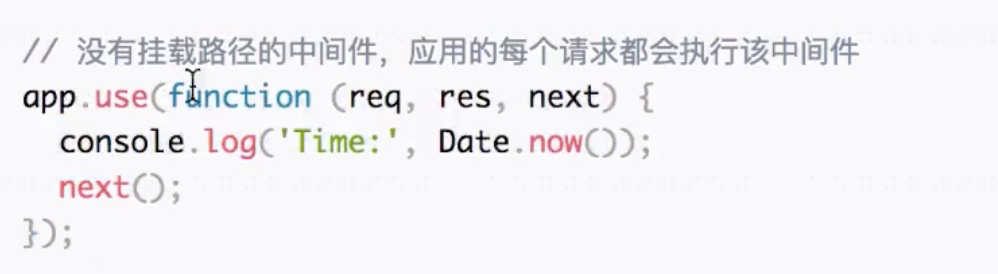 // 没有挂载路径的中间件，应用的每个请求都会执行该中间件
app.use(function (req, res, next) {
  console.log('Time:', Date.now());
  next();
});